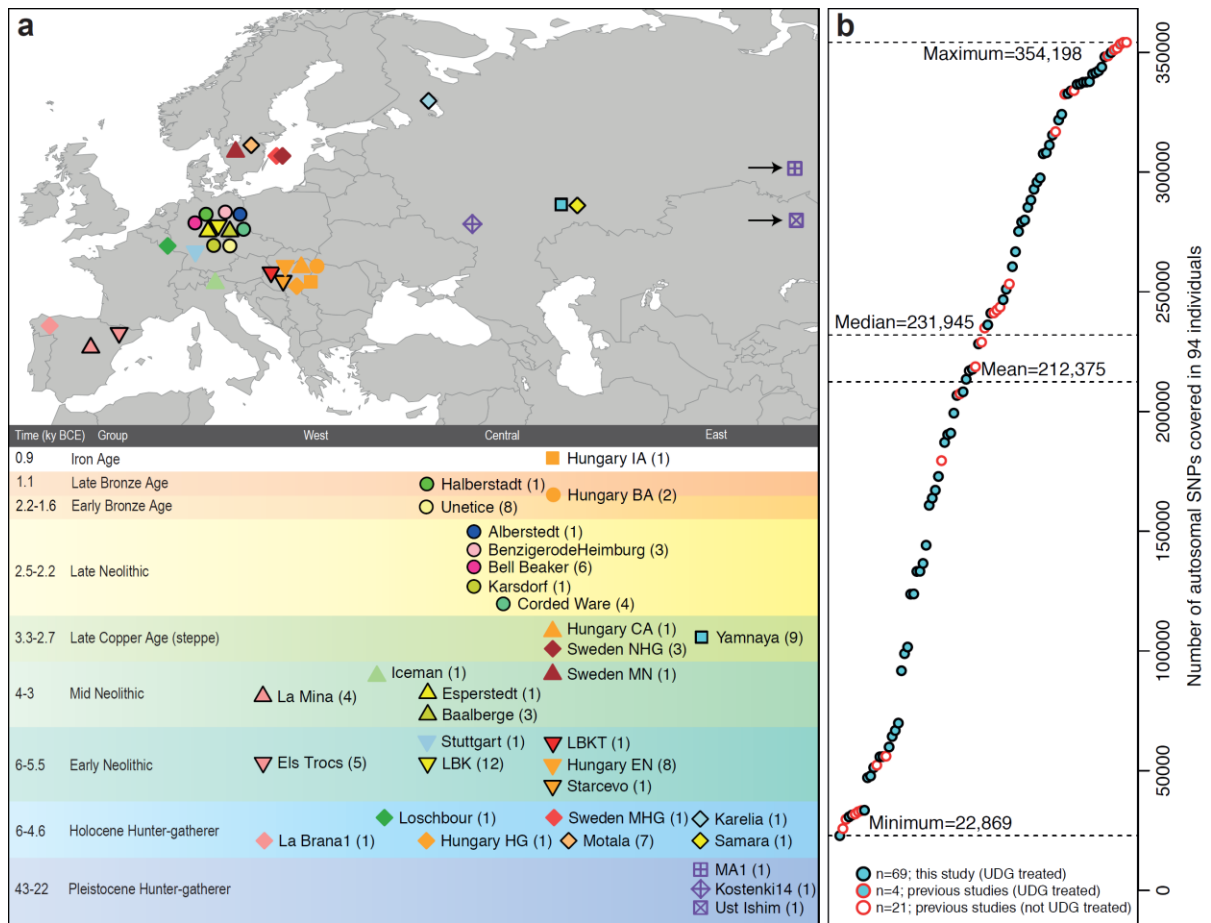 a
b
Maximum=354,198
Median=231,945
Mean=212,375
Minimum=22,869
n=69; this study (UDG treated)
n=4; previous studies (UDG treated)
n=21; previous studies (not UDG treated)
350000
300000
250000
200000
150000
100000
50000
0
Number of autosomal SNPs covered in 94 individuals
Time (ky BCE) Group West Central East
0.9 Iron Age Hungary IA (1)
1.1 Late Bronze Age Halberstadt (1)
Hungary BA (2)
2.2-1.6 Early Bronze Age Unetice (8)
Alberstedt (1)
BenzigerodeHeimburg (3)
2.5-2.2 Late Neolithic Bell Beaker (6)
Karsdorf (1)
Corded Ware (4)
3.3-2.7 Late Copper Age (steppe) Hungary CA (1) Yamnaya (9)
Sweden NHG (3)
Iceman (1) Sweden MN (1)
4-3 Mid Neolithic La Mina (4) Esperstedt (1)
Baalberge (3)
Stuttgart (1) LBKT (1)
6-5.5 Early Neolithic Els Trocs (5) LBK (12) Hungary EN (8)
Starcevo (1)
Loschbour (1) Sweden MHG (1) Karelia (1)
6-4.6 Holocene Hunter-gatherer La Brana1 (1) Hungary HG (1) Motala (7) Samara (1)
MA1 (1)
43-22 Pleistocene Hunter-gatherer Kostenki14 (1)
Ust Ishim (1)